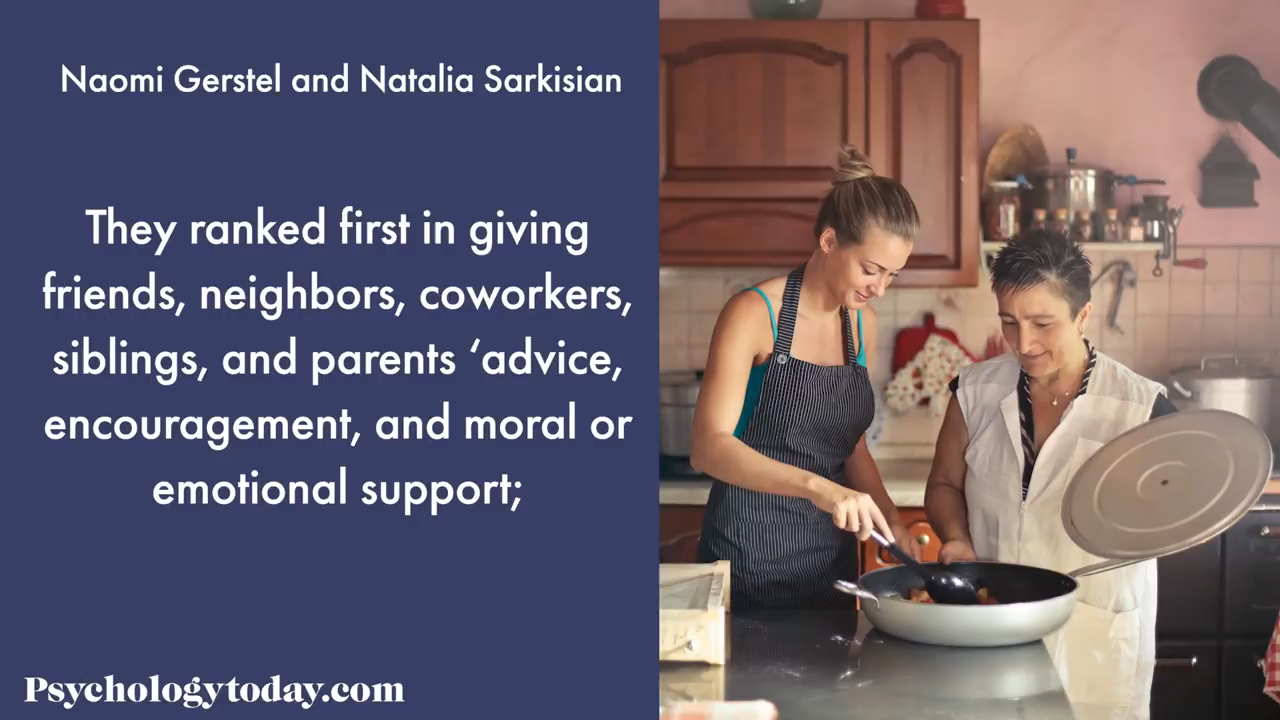 Naomi Gerstel and Natalia Sarkisian
They ranked first in giving
friends, neighbors, coworkers,
siblings, and parents ‘advice,
encouragement, and moral or
emotional support;
Psychologytoday.com